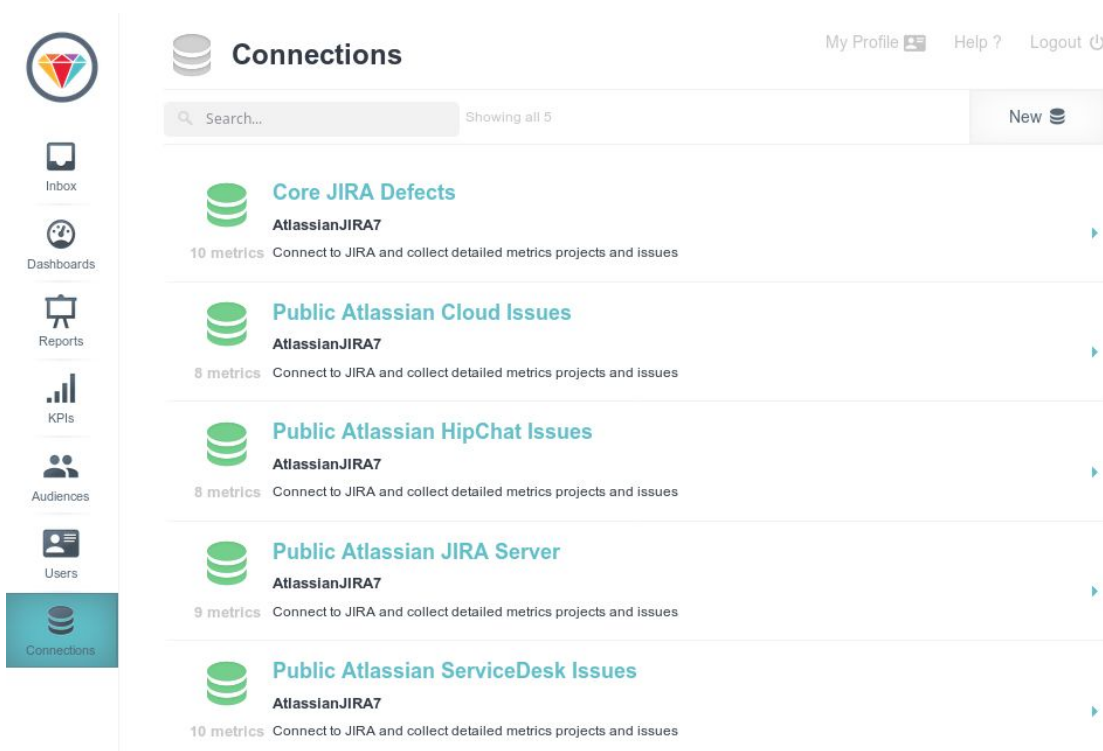 Connections
My Profile
Help ?
Logout
Search...
Showing all 5
New
Inbox
Dashboards
Reports
KPIs
Audiences
Users
Connections
Core JIRA Defects
AtlassianJIRA7
10 metrics Connect to JIRA and collect detailed metrics projects and issues
Public Atlassian Cloud Issues
AtlassianJIRA7
8 metrics Connect to JIRA and collect detailed metrics projects and issues
Public Atlassian HipChat Issues
AtlassianJIRA7
8 metrics Connect to JIRA and collect detailed metrics projects and issues
Public Atlassian JIRA Server
AtlassianJIRA7
9 metrics Connect to JIRA and collect detailed metrics projects and issues
Public Atlassian ServiceDesk Issues
AtlassianJIRA7
10 metrics Connect to JIRA and collect detailed metrics projects and issues